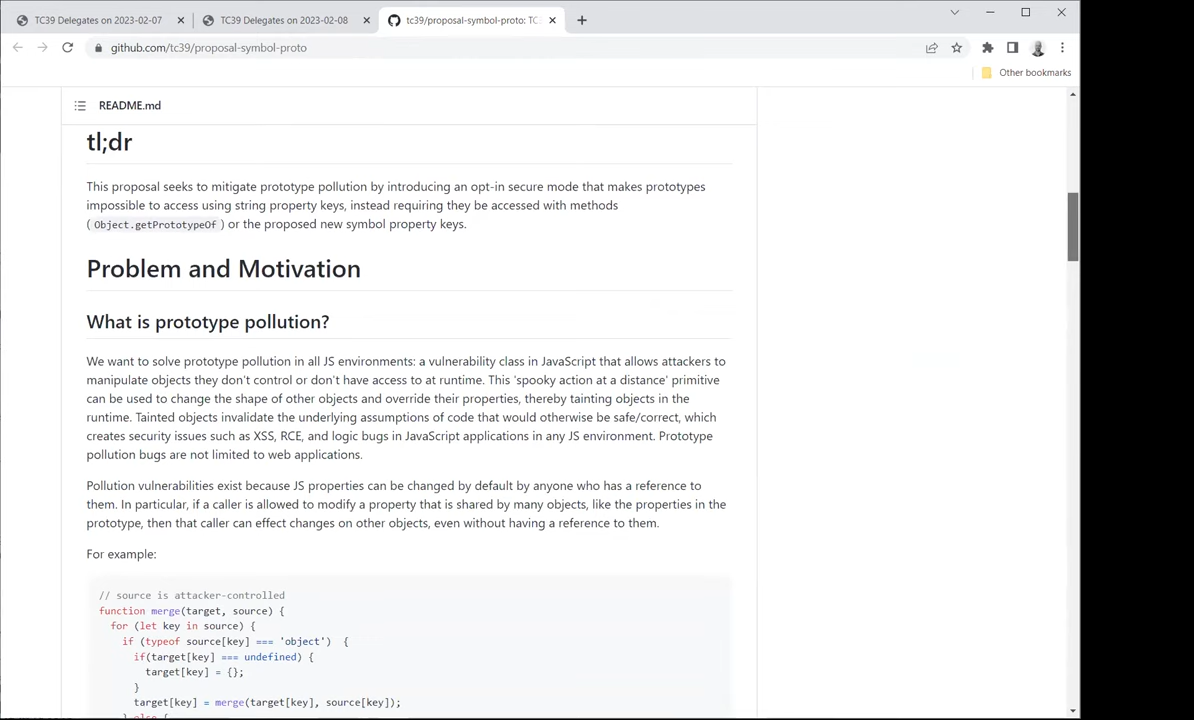 TC39 Delegates on 2023-02-07
TC39 Delegates on 2023-02-08
tc39/proposal-symbol-proto: TC
github.com/tc39/proposal-symbol-proto
Other bookmarks
README.md
tl;dr
This proposal seeks to mitigate prototype pollution by introducing an opt-in secure mode that makes prototypes
impossible to access using string property keys, instead requiring they be accessed with methods
(Object.getPrototypeOf) or the proposed new symbol property keys.
Problem and Motivation
What is prototype pollution?
We want to solve prototype pollution in all JS environments: a vulnerability class in JavaScript that allows attackers to
manipulate objects they don't control or don't have access to at runtime. This 'spooky action at a distance' primitive
can be used to change the shape of other objects and override their properties, thereby tainting objects in the
runtime. Tainted objects invalidate the underlying assumptions of code that would otherwise be safe/correct, which
creates security issues such as XSS, RCE, and logic bugs in JavaScript applications in any JS environment. Prototype
pollution bugs are not limited to web applications.
Pollution vulnerabilities exist because JS properties can be changed by default by anyone who has a reference to
them. In particular, if a caller is allowed to modify a property that is shared by many objects, like the properties in the
prototype, then that caller can effect changes on other objects, even without having a reference to them.
For example:
// source is attacker-controlled
function merge(target, source) {
for (let key in source) {
if (typeof source[key] === 'object') {
if(target[key] === undefined) {
target[key] = {};
}
target[key] = merge(target[key], source[key]);
} else {